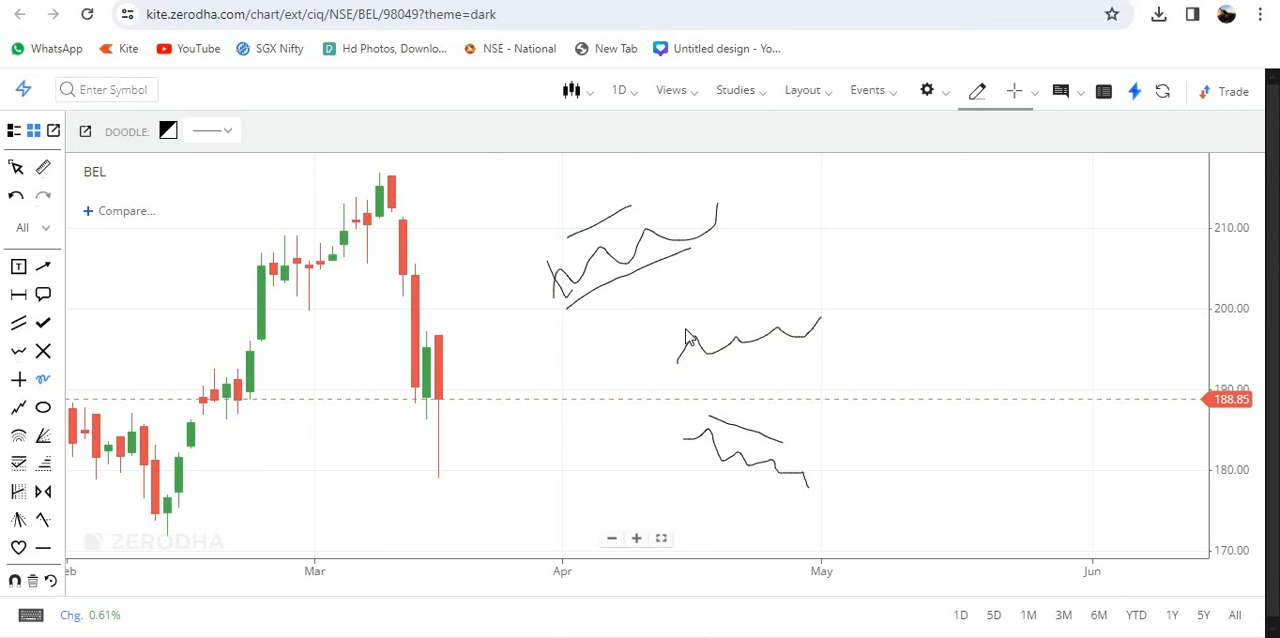 kite.zerodha.com/chart/ext/ciq/NSE/BEL/98049?theme=dark
WhatsApp Kite YouTube SGX Nifty Hd Photos, Downlo... NSE - National New Tab Untitled design - Yo...
Enter Symbol 1D Views Studies Layout Events Trade
DOODLE:
BEL
+ Compare...
All
T
210.00
200.00
190.00
188.85
180.00
170.00
ZERODHA
eb Mar Apr May Jun
Chg. 0.61% 1D 5D 1M 3M 6M YTD 1Y 5Y All